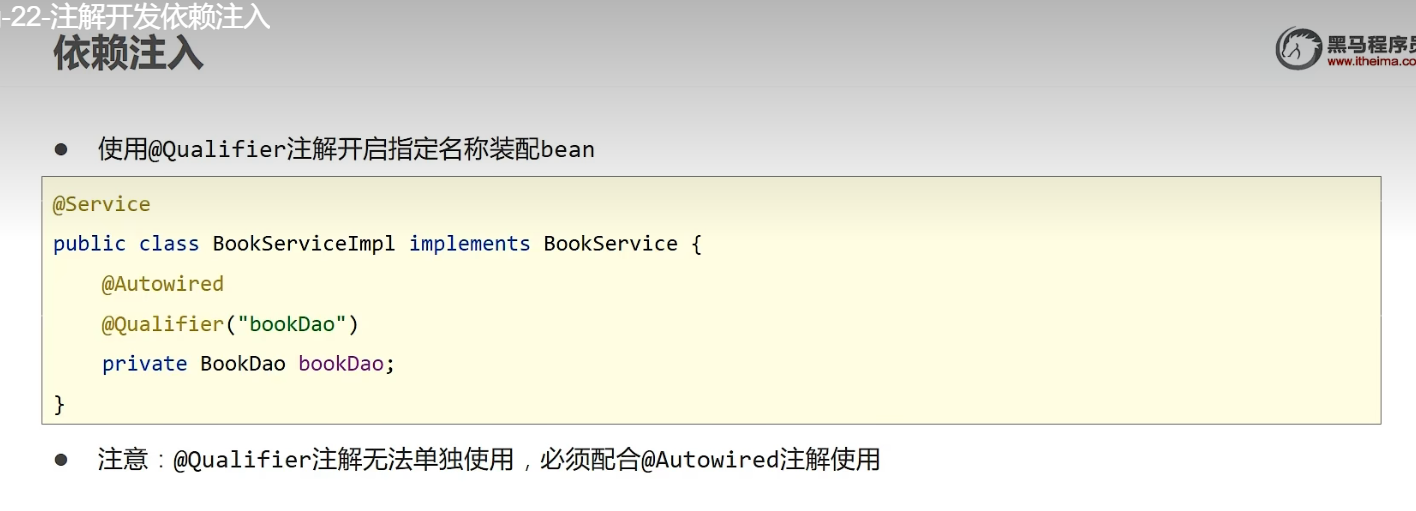 -22-注解开发依赖注入
依赖注入
黑马程序员
www.itheima.co
● 使用@Qualifier注解开启指定名称装配bean
@Service
public class BookServiceImpl implements BookService {
@Autowired
@Qualifier("bookDao")
private BookDao bookDao;
}
● 注意：@Qualifier注解无法单独使用，必须配合@Autowired注解使用